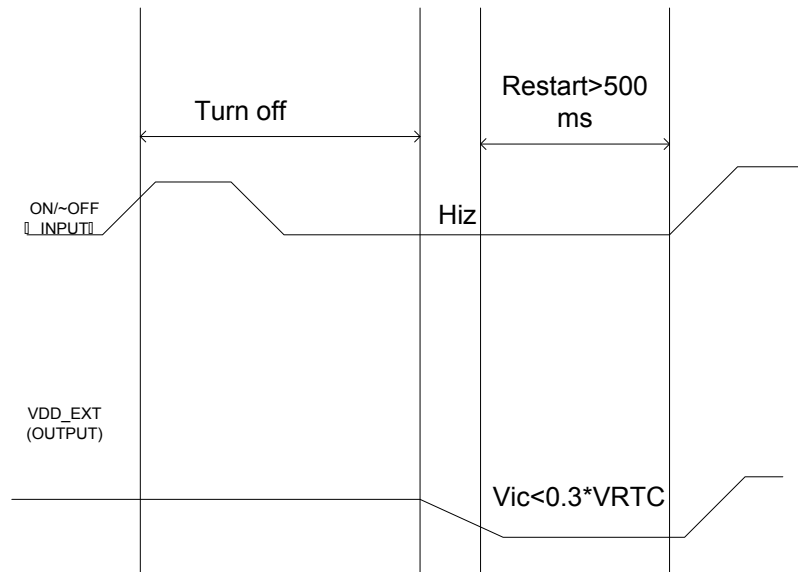 Restart>500
ms
Turn off
ON/~OFF
INPUT
Hiz
VDD_EXT
(OUTPUT)
Vic<0.3*VRTC